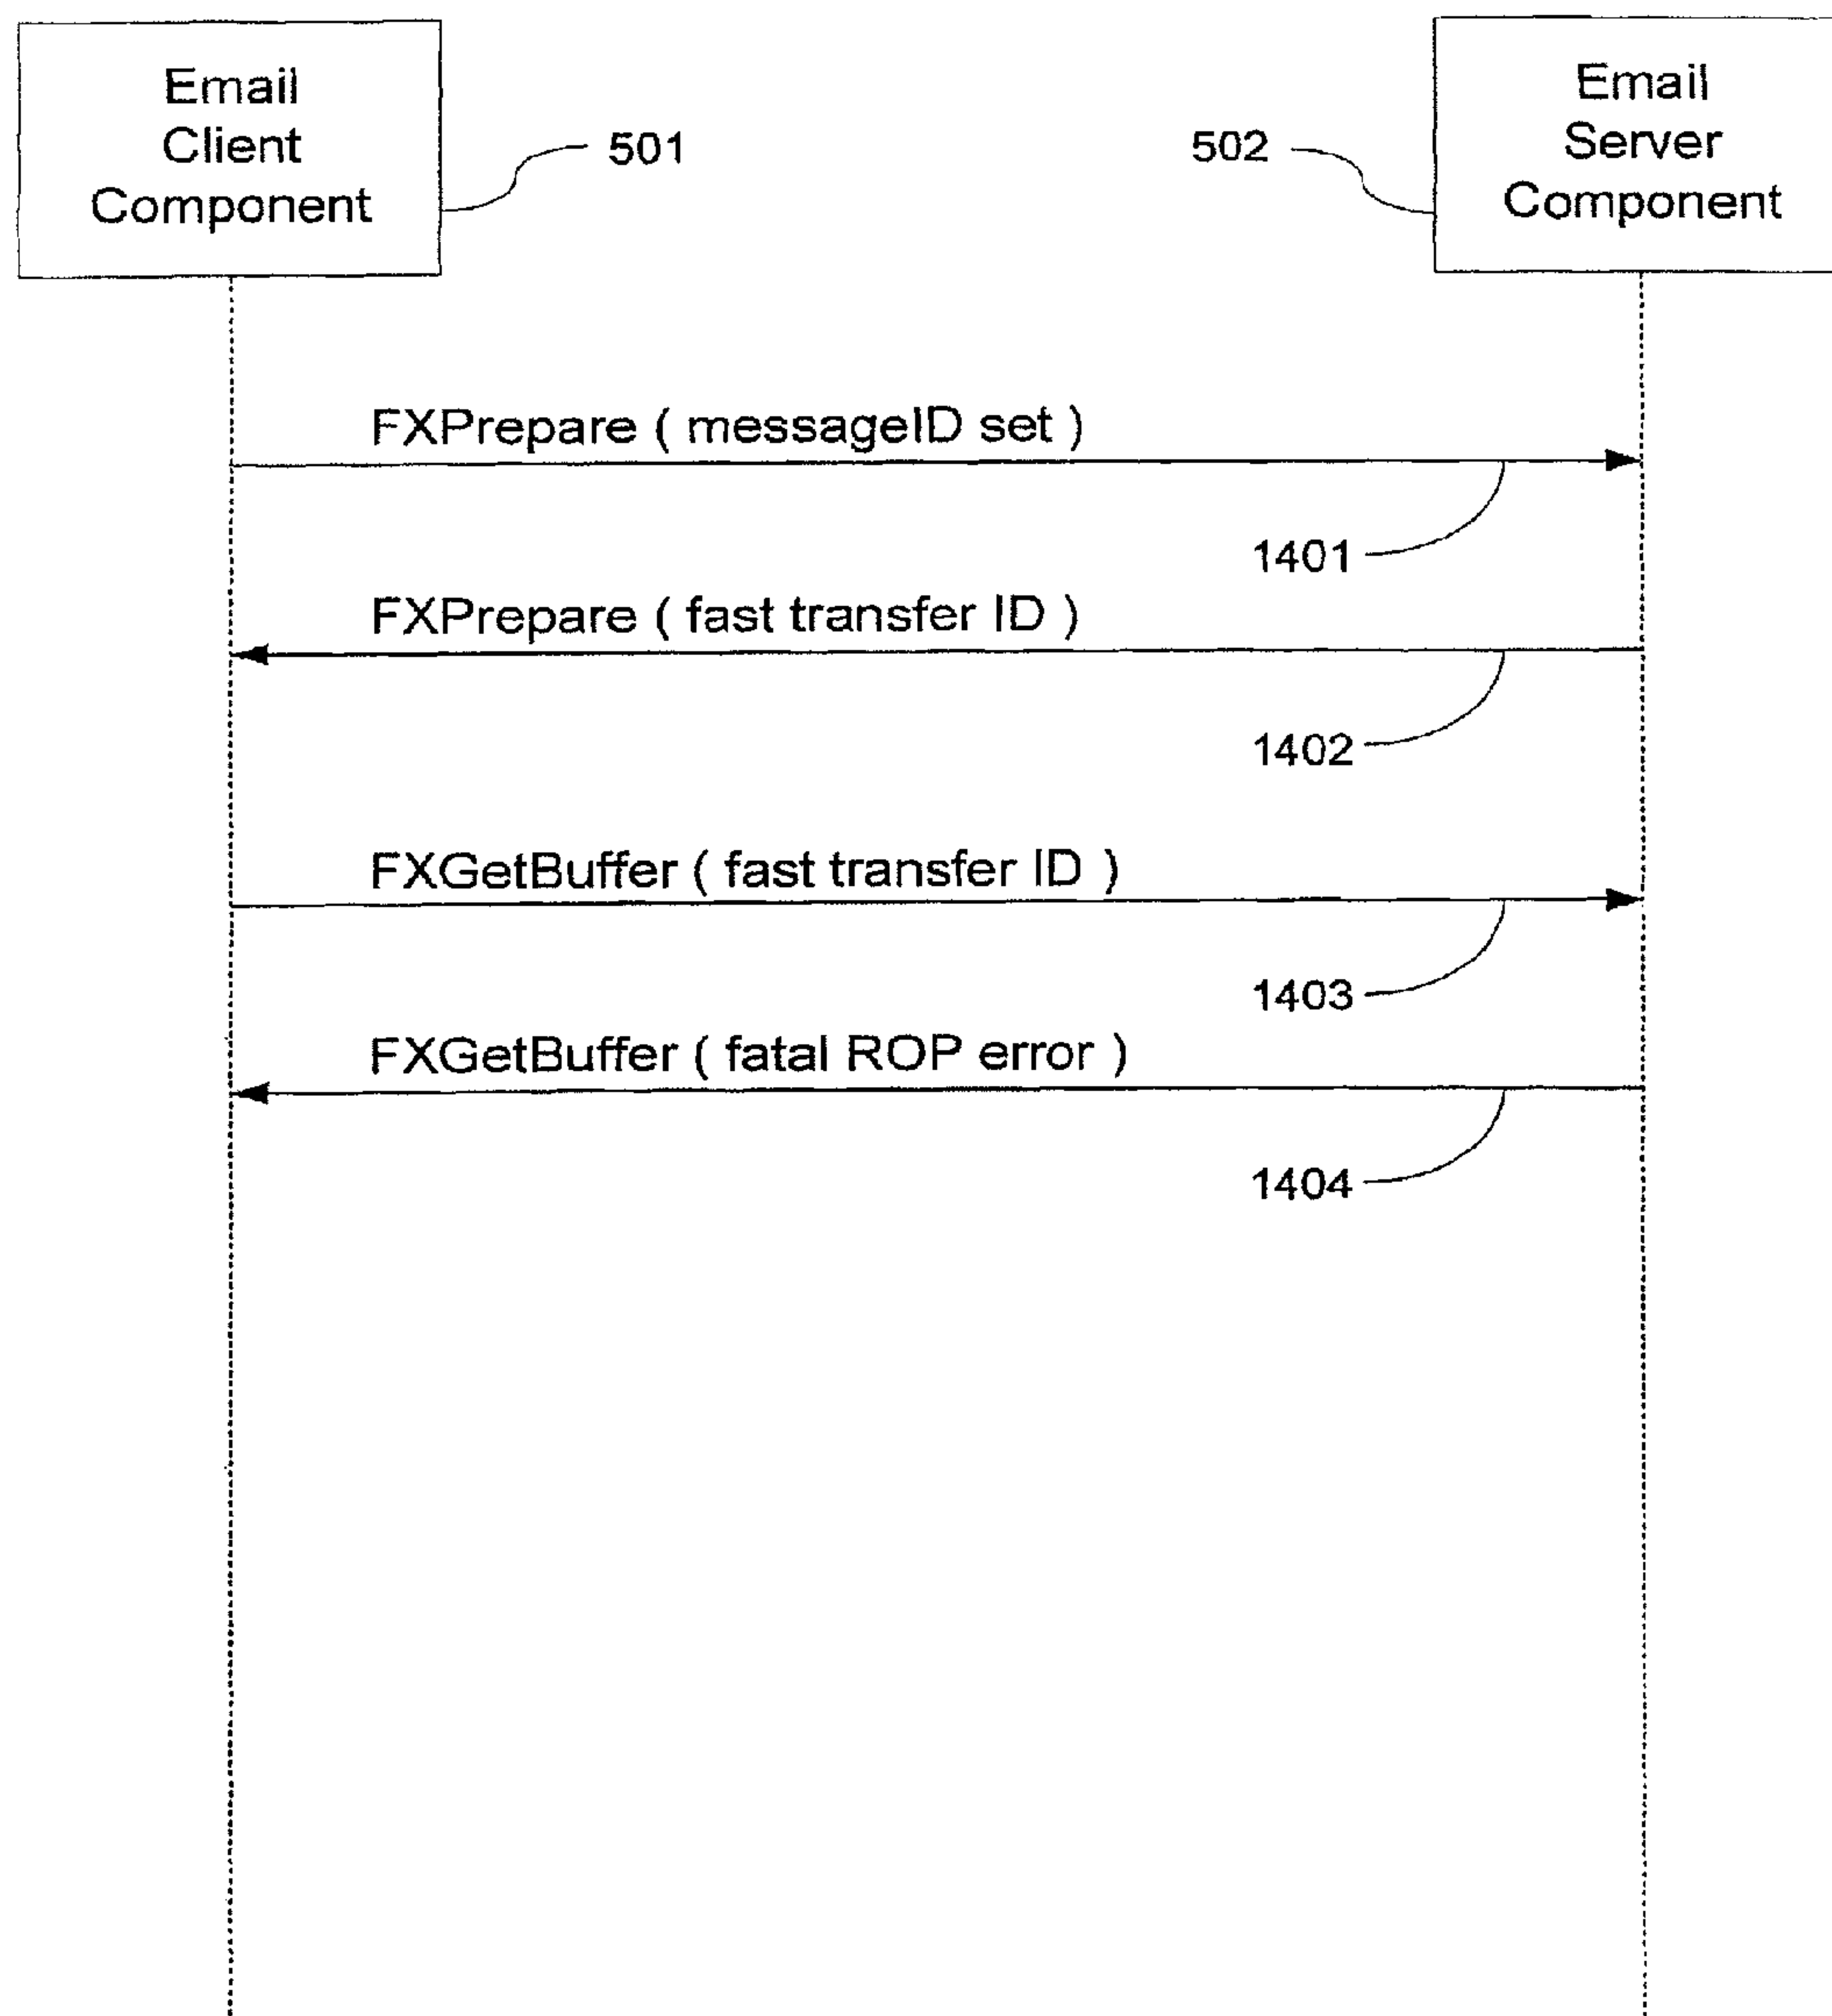 Email
Client
Component
501
502
Email
Server
Component
FXPrepare ( messageID set )
1401
FXPrepare ( fast transfer ID )
1402
FXGetBuffer ( fast transfer ID )
1403
FXGetBuffer ( fatal ROP error )
1404